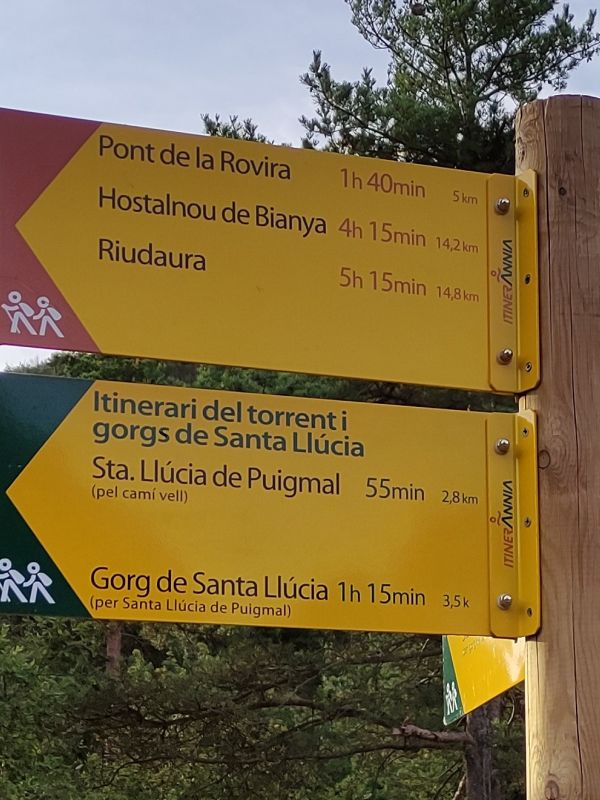 Pont de la Rovira 1h 40min 5 km
Hostalnou de Bianya 4h 15min 14,2 km
Riudaura 5h 15min 14,8 km
ITINERÀNNIA
Itinerari del torrent i
gorgs de Santa Llúcia
Sta. Llúcia de Puigmal 55min 2,8 km
(pel camí vell)
Gorg de Santa Llúcia 1h 15min 3,5 k
(per Santa Llúcia de Puigmal)
ITINERÀNNIA